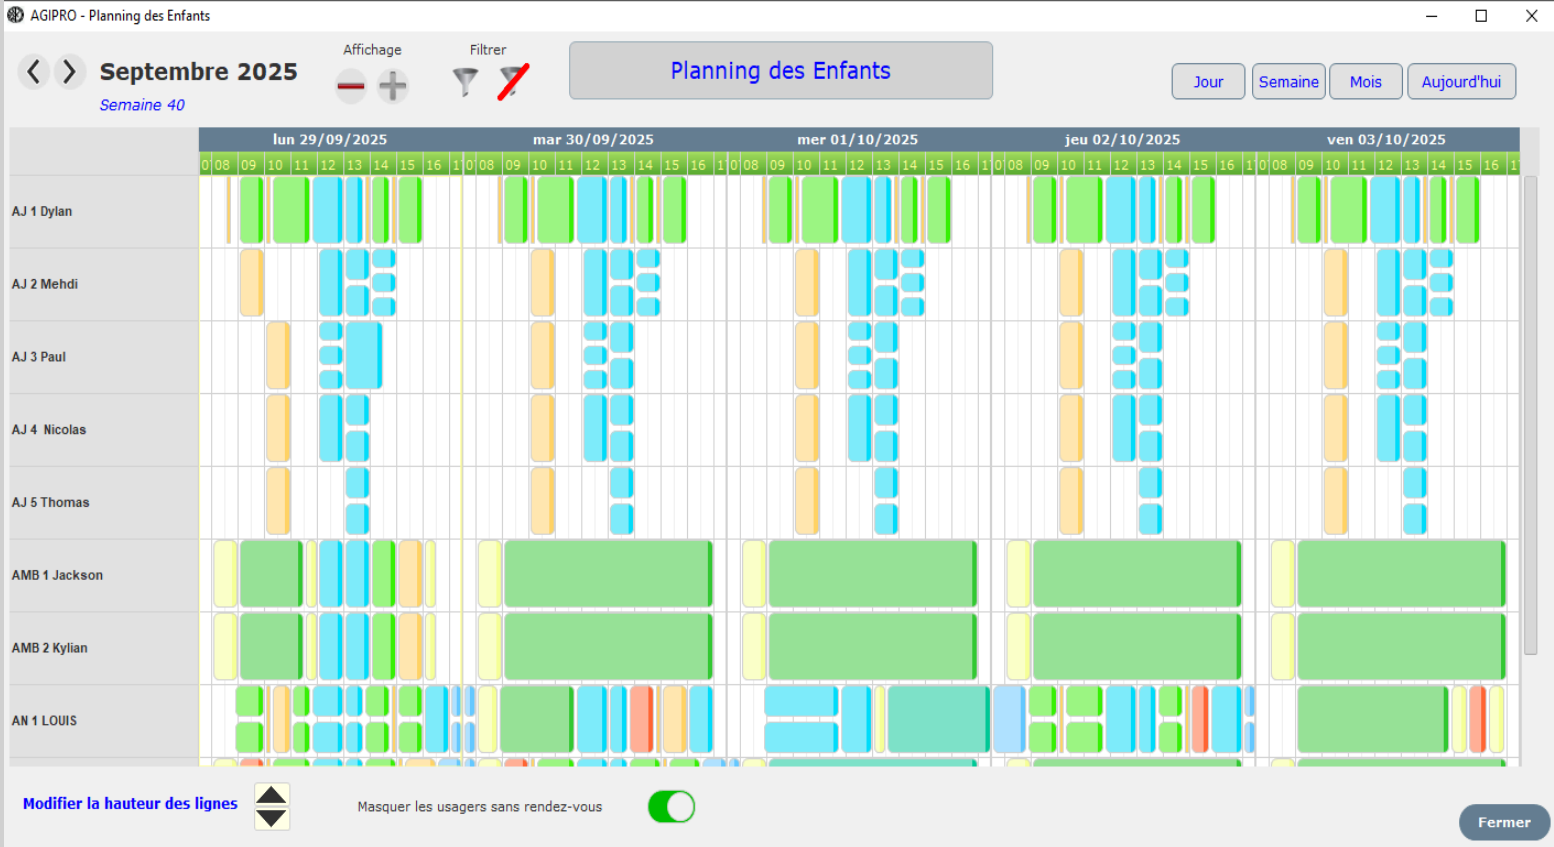 AGIPRO - Planning des Enfants
Affichage
Filtrer
Septembre 2025
Semaine 40
Planning des Enfants
Jour
Semaine
Mois
Aujourd'hui
lun 29/09/2025 mar 30/09/2025 mer 01/10/2025 jeu 02/10/2025 ven 03/10/2025
08 09 10 11 12 13 14 15 16 08 09 10 11 12 13 14 15 16 08 09 10 11 12 13 14 15 16 08 09 10 11 12 13 14 15 16 08 09 10 11 12 13 14 15 16
AJ 1 Dylan
AJ 2 Mehdi
AJ 3 Paul
AJ 4 Nicolas
AJ 5 Thomas
AMB 1 Jackson
AMB 2 Kylian
AN 1 LOUIS
Modifier la hauteur des lignes
Masquer les usagers sans rendez-vous
Fermer